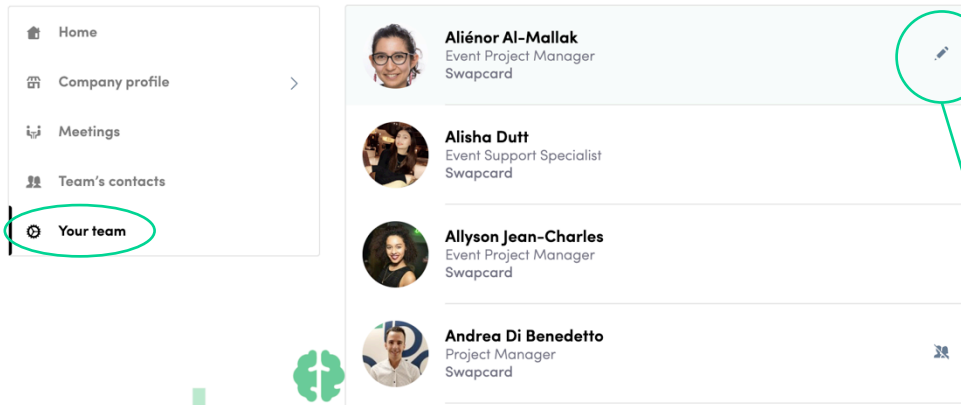 Home
Company profile
Meetings
Team's contacts
Your team
Aliénor Al-Mallak
Event Project Manager
Swapcard
Alisha Dutt
Event Support Specialist
Swapcard
Allyson Jean-Charles
Event Project Manager
Swapcard
Andrea Di Benedetto
Project Manager
Swapcard